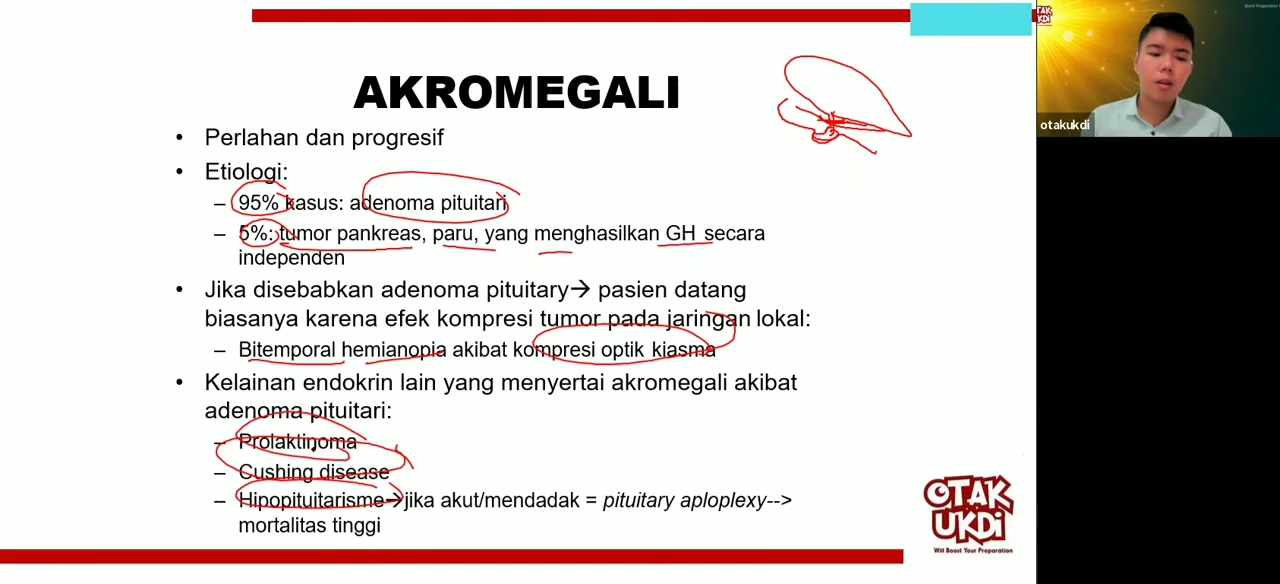 AKROMEGALI
• Perlahan dan progresif
• Etiologi:
– 95% kasus: adenoma pituitari
– 5%: tumor pankreas, paru, yang menghasilkan GH secara
independen
• Jika disebabkan adenoma pituitary→ pasien datang
biasanya karena efek kompresi tumor pada jaringan lokal:
– Bitemporal hemianopia akibat kompresi optik kiasma
• Kelainan endokrin lain yang menyertai akromegali akibat
adenoma pituitari:
– Prolaktinoma
– Cushing disease
– Hipopituitarisme→jika akut/mendadak = pituitary aploplexy-->
mortalitas tinggi
OTAK
UKDI
Will Boost Your Preparation
TAK
KDI
otakukdi